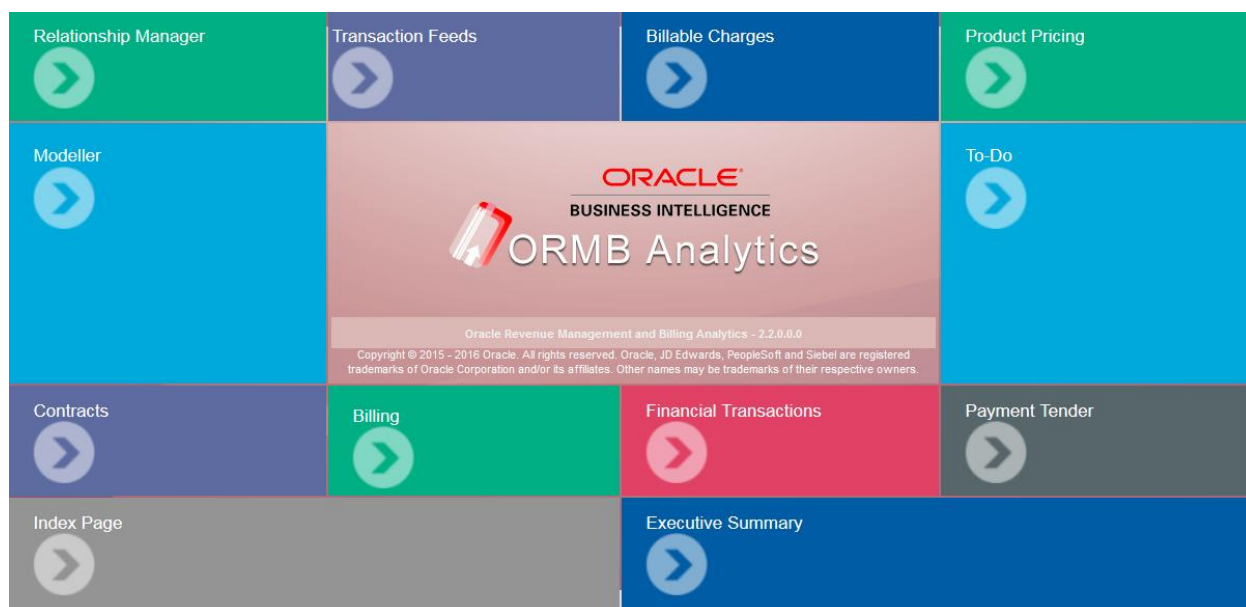 Relationship Manager
Transaction Feeds
Billable Charges
Product Pricing
Modeller
ORACLE®
BUSINESS INTELLIGENCE
ORMB Analytics
Oracle Revenue Management and Billing Analytics - 2.2.0.0.0
Copyright © 2015 - 2016 Oracle. All rights reserved. Oracle, JD Edwards, PeopleSoft and Siebel are registered
trademarks of Oracle Corporation and/or its affiliates. Other names may be trademarks of their respective owners.
To-Do
Contracts
Billing
Financial Transactions
Payment Tender
Index Page
Executive Summary